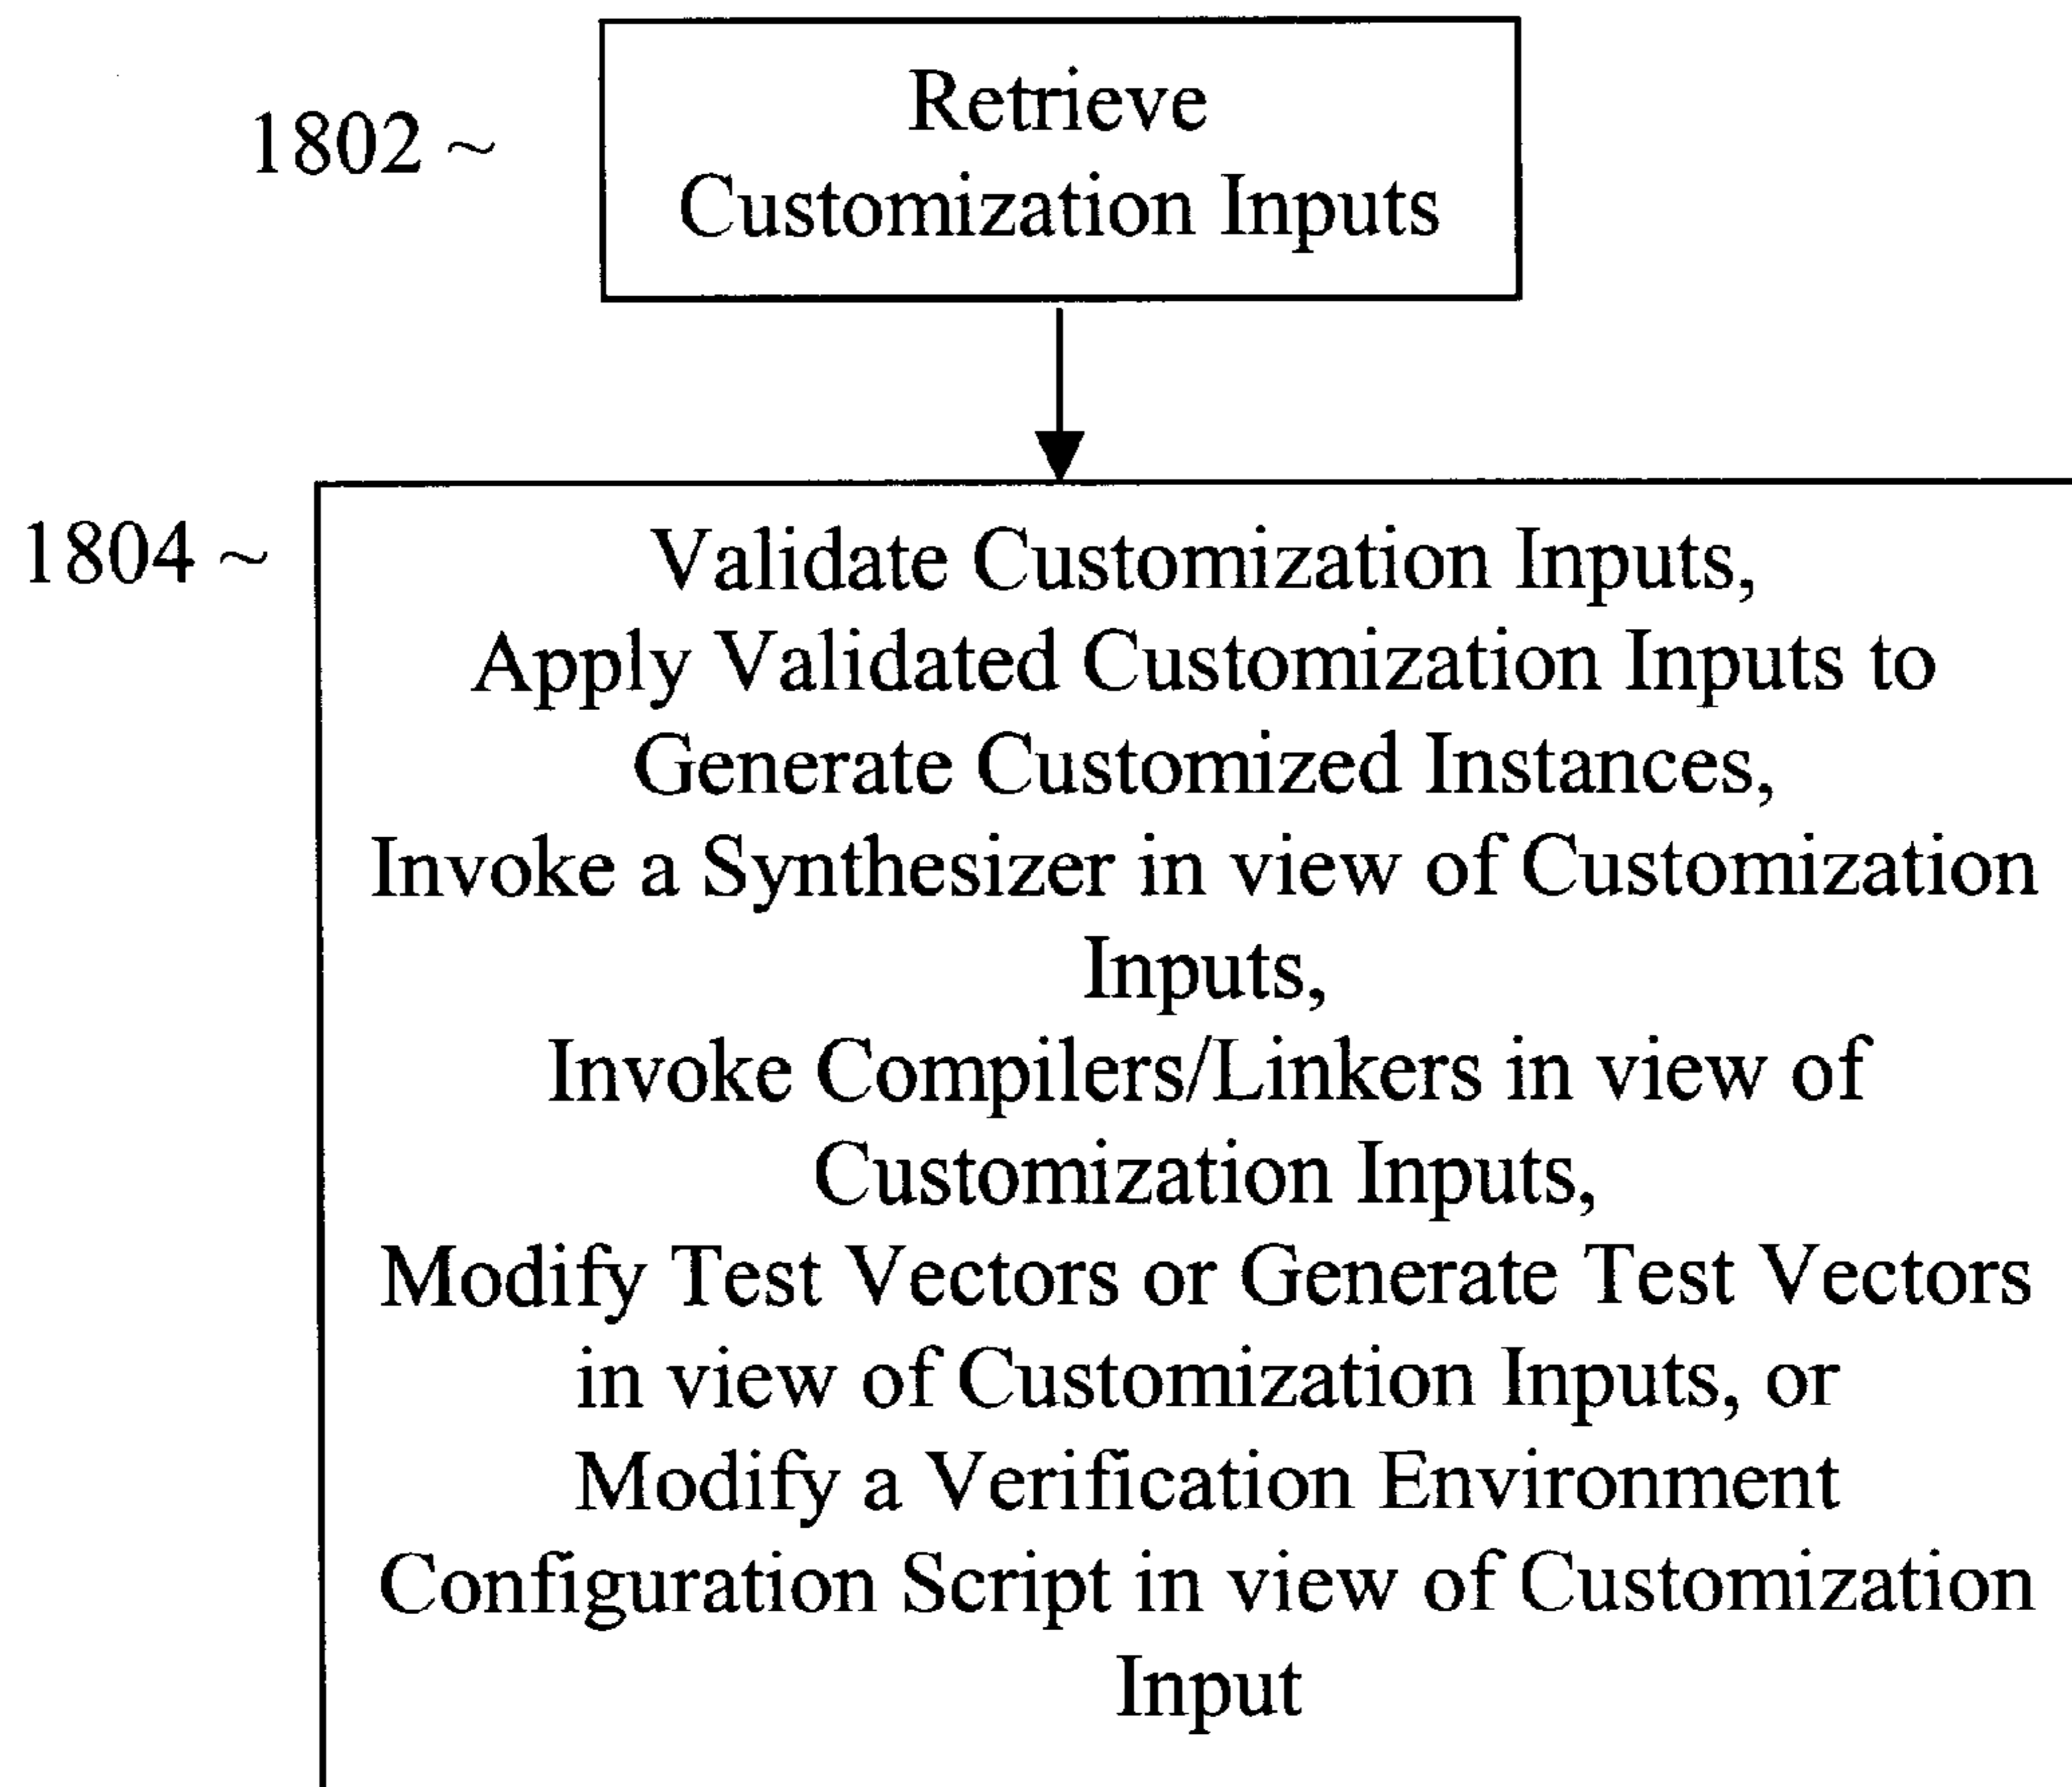 1802 ~
Retrieve
Customization Inputs
1804 ~
Validate Customization Inputs,
Apply Validated Customization Inputs to
Generate Customized Instances,
Invoke a Synthesizer in view of Customization
Inputs,
Invoke Compilers/Linkers in view of
Customization Inputs,
Modify Test Vectors or Generate Test Vectors
in view of Customization Inputs, or
Modify a Verification Environment
Configuration Script in view of Customization
Input